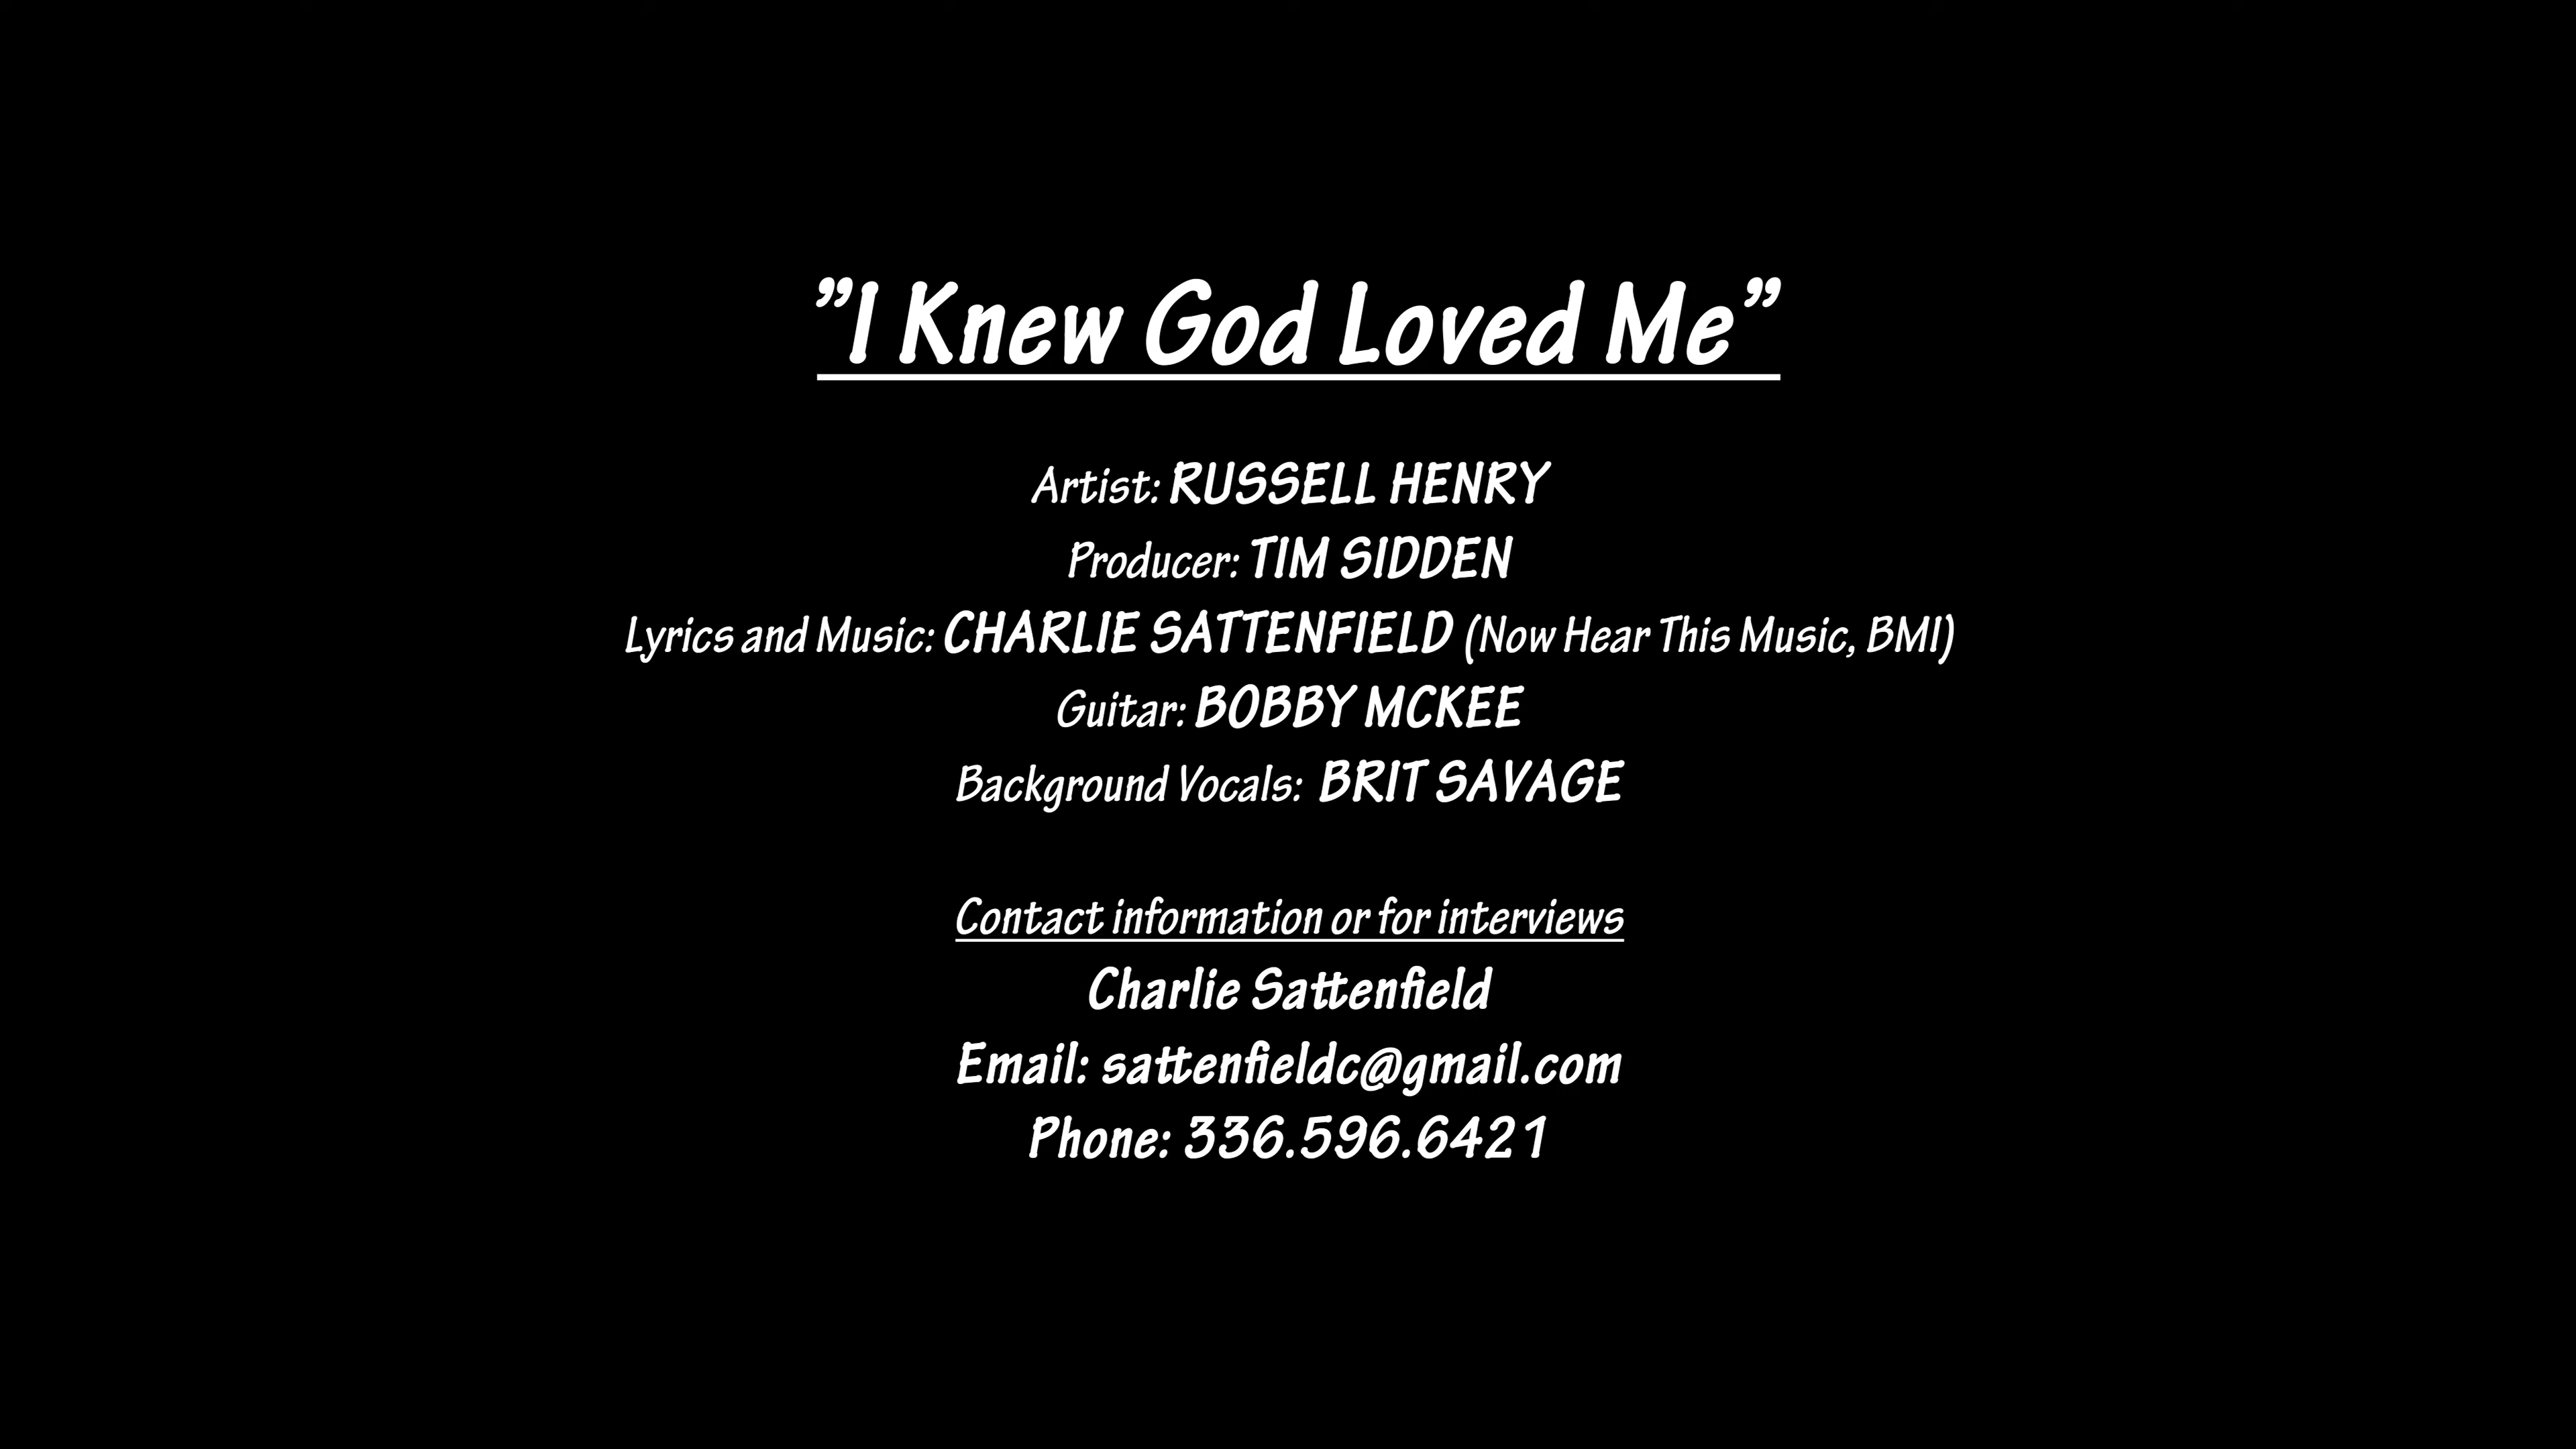 ”I Knew God Loved Me”
Artist: RUSSELL HENRY
Producer: TIM SIDDEN
Lyrics and Music: CHARLIE SATTENFIELD (Now Hear This Music, BMI)
Guitar: BOBBY MCKEE
Background Vocals: BRIT SAVAGE
Contact information or for interviews
Charlie Sattenfield
Email: sattenfieldc@gmail.com
Phone: 336.596.6421